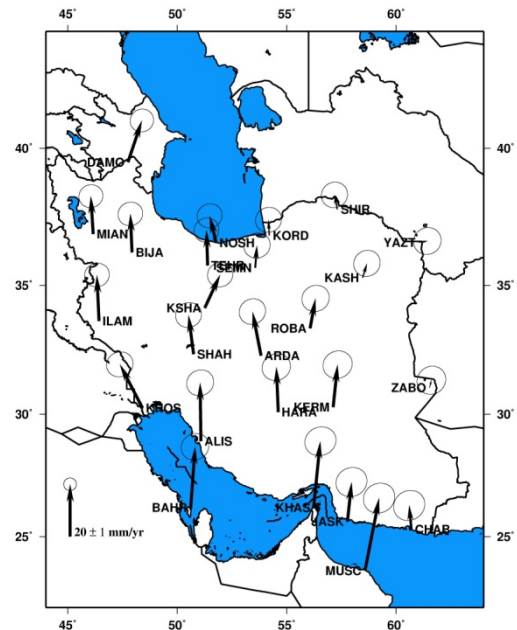 45° 50° 55° 60°
40° 40°
35° 35°
30° 30°
25° 25°
45° 50° 55° 60°
DAMO
SHIR
MIAN
NOSH
KORD
YAZT
BIJA
TEHR
SEMN
KASH
KSHA
ILAM
ROBA
SHAH
ARDA
ZABO
KROS
HARA
KERM
ALIS
BAHR
KHAS
JASK
CHAB
20 ± 1 mm/yr
MUSC